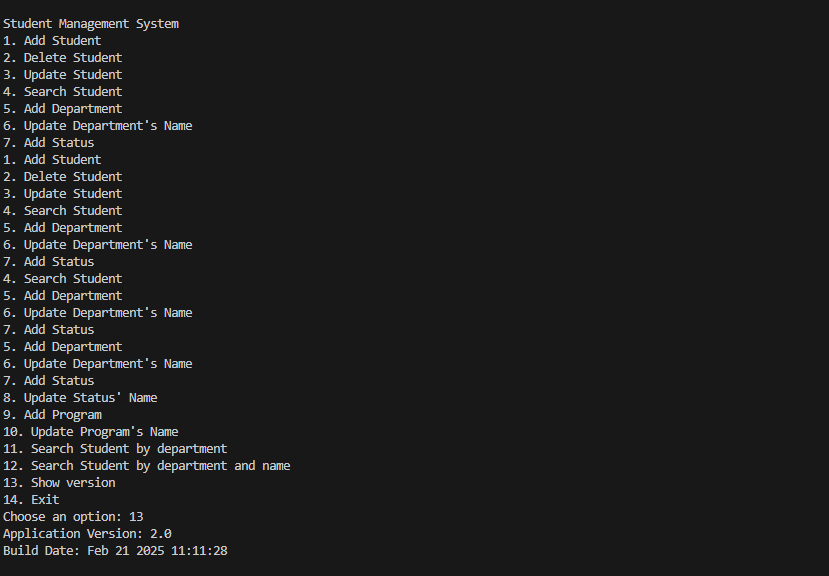 Student Management System
1. Add Student
2. Delete Student
3. Update Student
4. Search Student
5. Add Department
6. Update Department's Name
7. Add Status
1. Add Student
2. Delete Student
3. Update Student
4. Search Student
5. Add Department
6. Update Department's Name
7. Add Status
4. Search Student
5. Add Department
6. Update Department's Name
7. Add Status
5. Add Department
6. Update Department's Name
7. Add Status
8. Update Status' Name
9. Add Program
10. Update Program's Name
11. Search Student by department
12. Search Student by department and name
13. Show version
14. Exit
Choose an option: 13
Application Version: 2.0
Build Date: Feb 21 2025 11:11:28